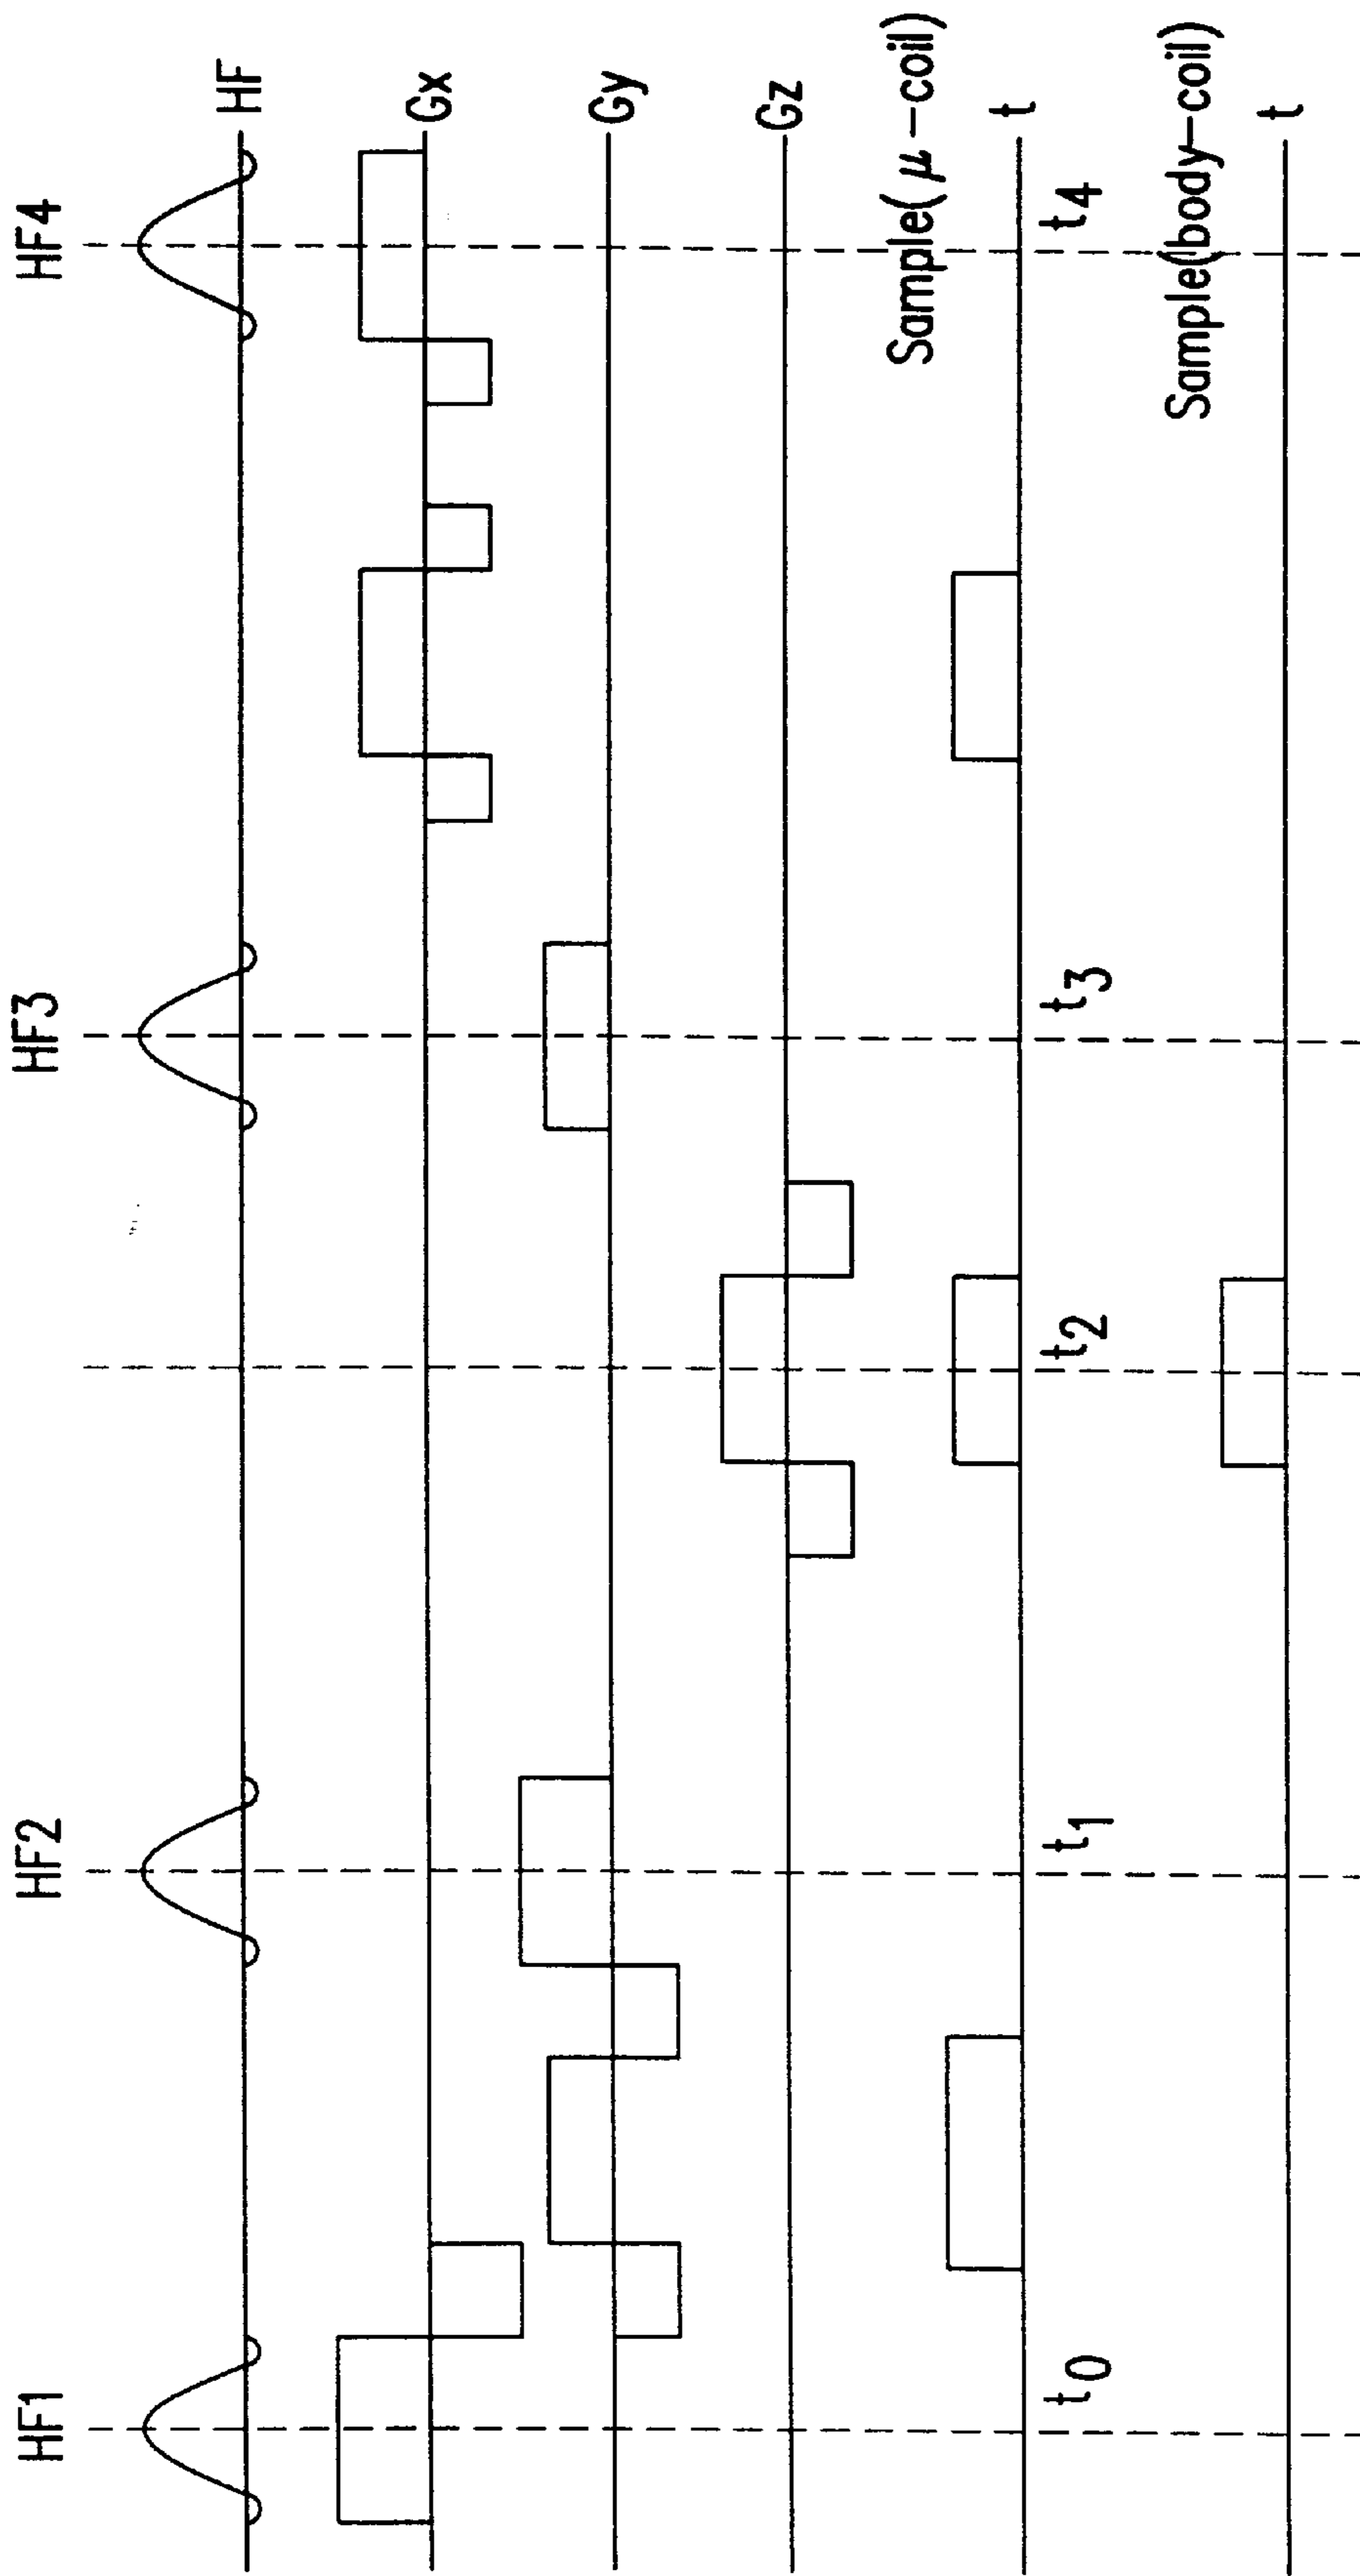 HF1 HF2 HF3 HF4
HF
Gx
Gy
Gz
Sample(μ-coil)
t
t0 t1 t2 t3 t4
Sample(body-coil)
t